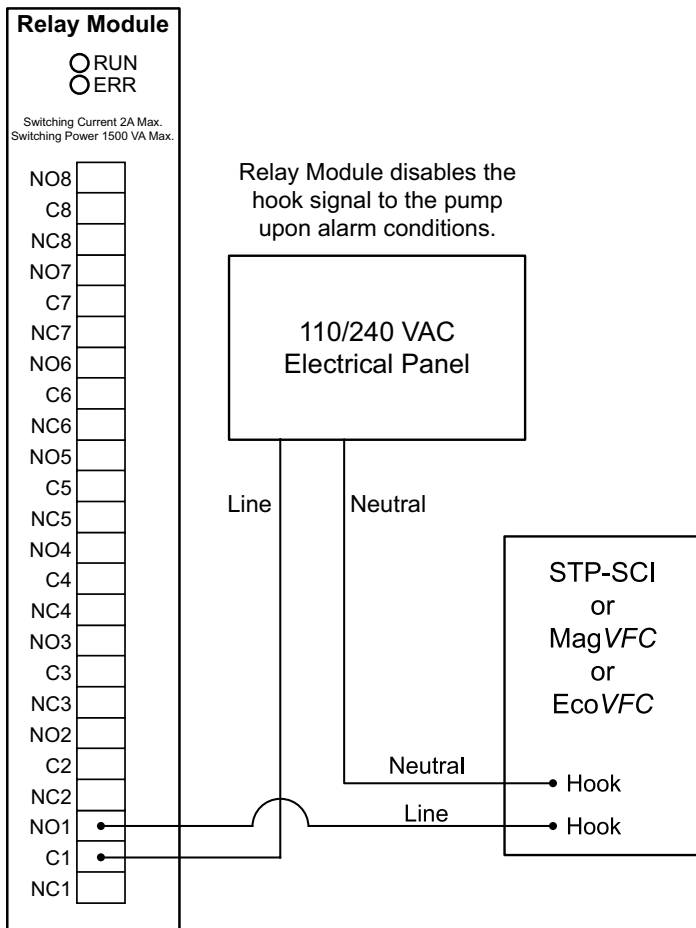 Relay Module
RUN
ERR
Switching Current 2A Max.
Switching Power 1500 VA Max.
NO8
C8
NC8
NO7
C7
NC7
NO6
C6
NC6
NO5
C5
NC5
NO4
C4
NC4
NO3
C3
NC3
NO2
C2
NC2
NO1
C1
NC1
Relay Module disables the
hook signal to the pump
upon alarm conditions.
110/240 VAC
Electrical Panel
Line
Neutral
STP-SCI
or
MagVFC
or
EcoVFC
Neutral
Hook
Line
Hook